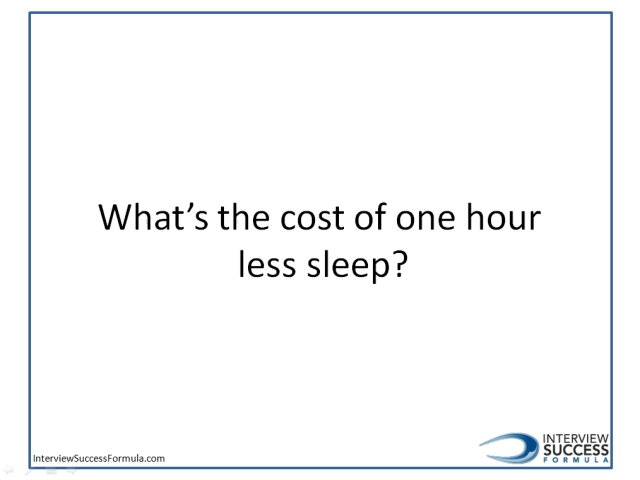 What's the cost of one hour
less sleep?
InterviewSuccessFormula.com
INTERVIEW
SUCCESS
FORMULA